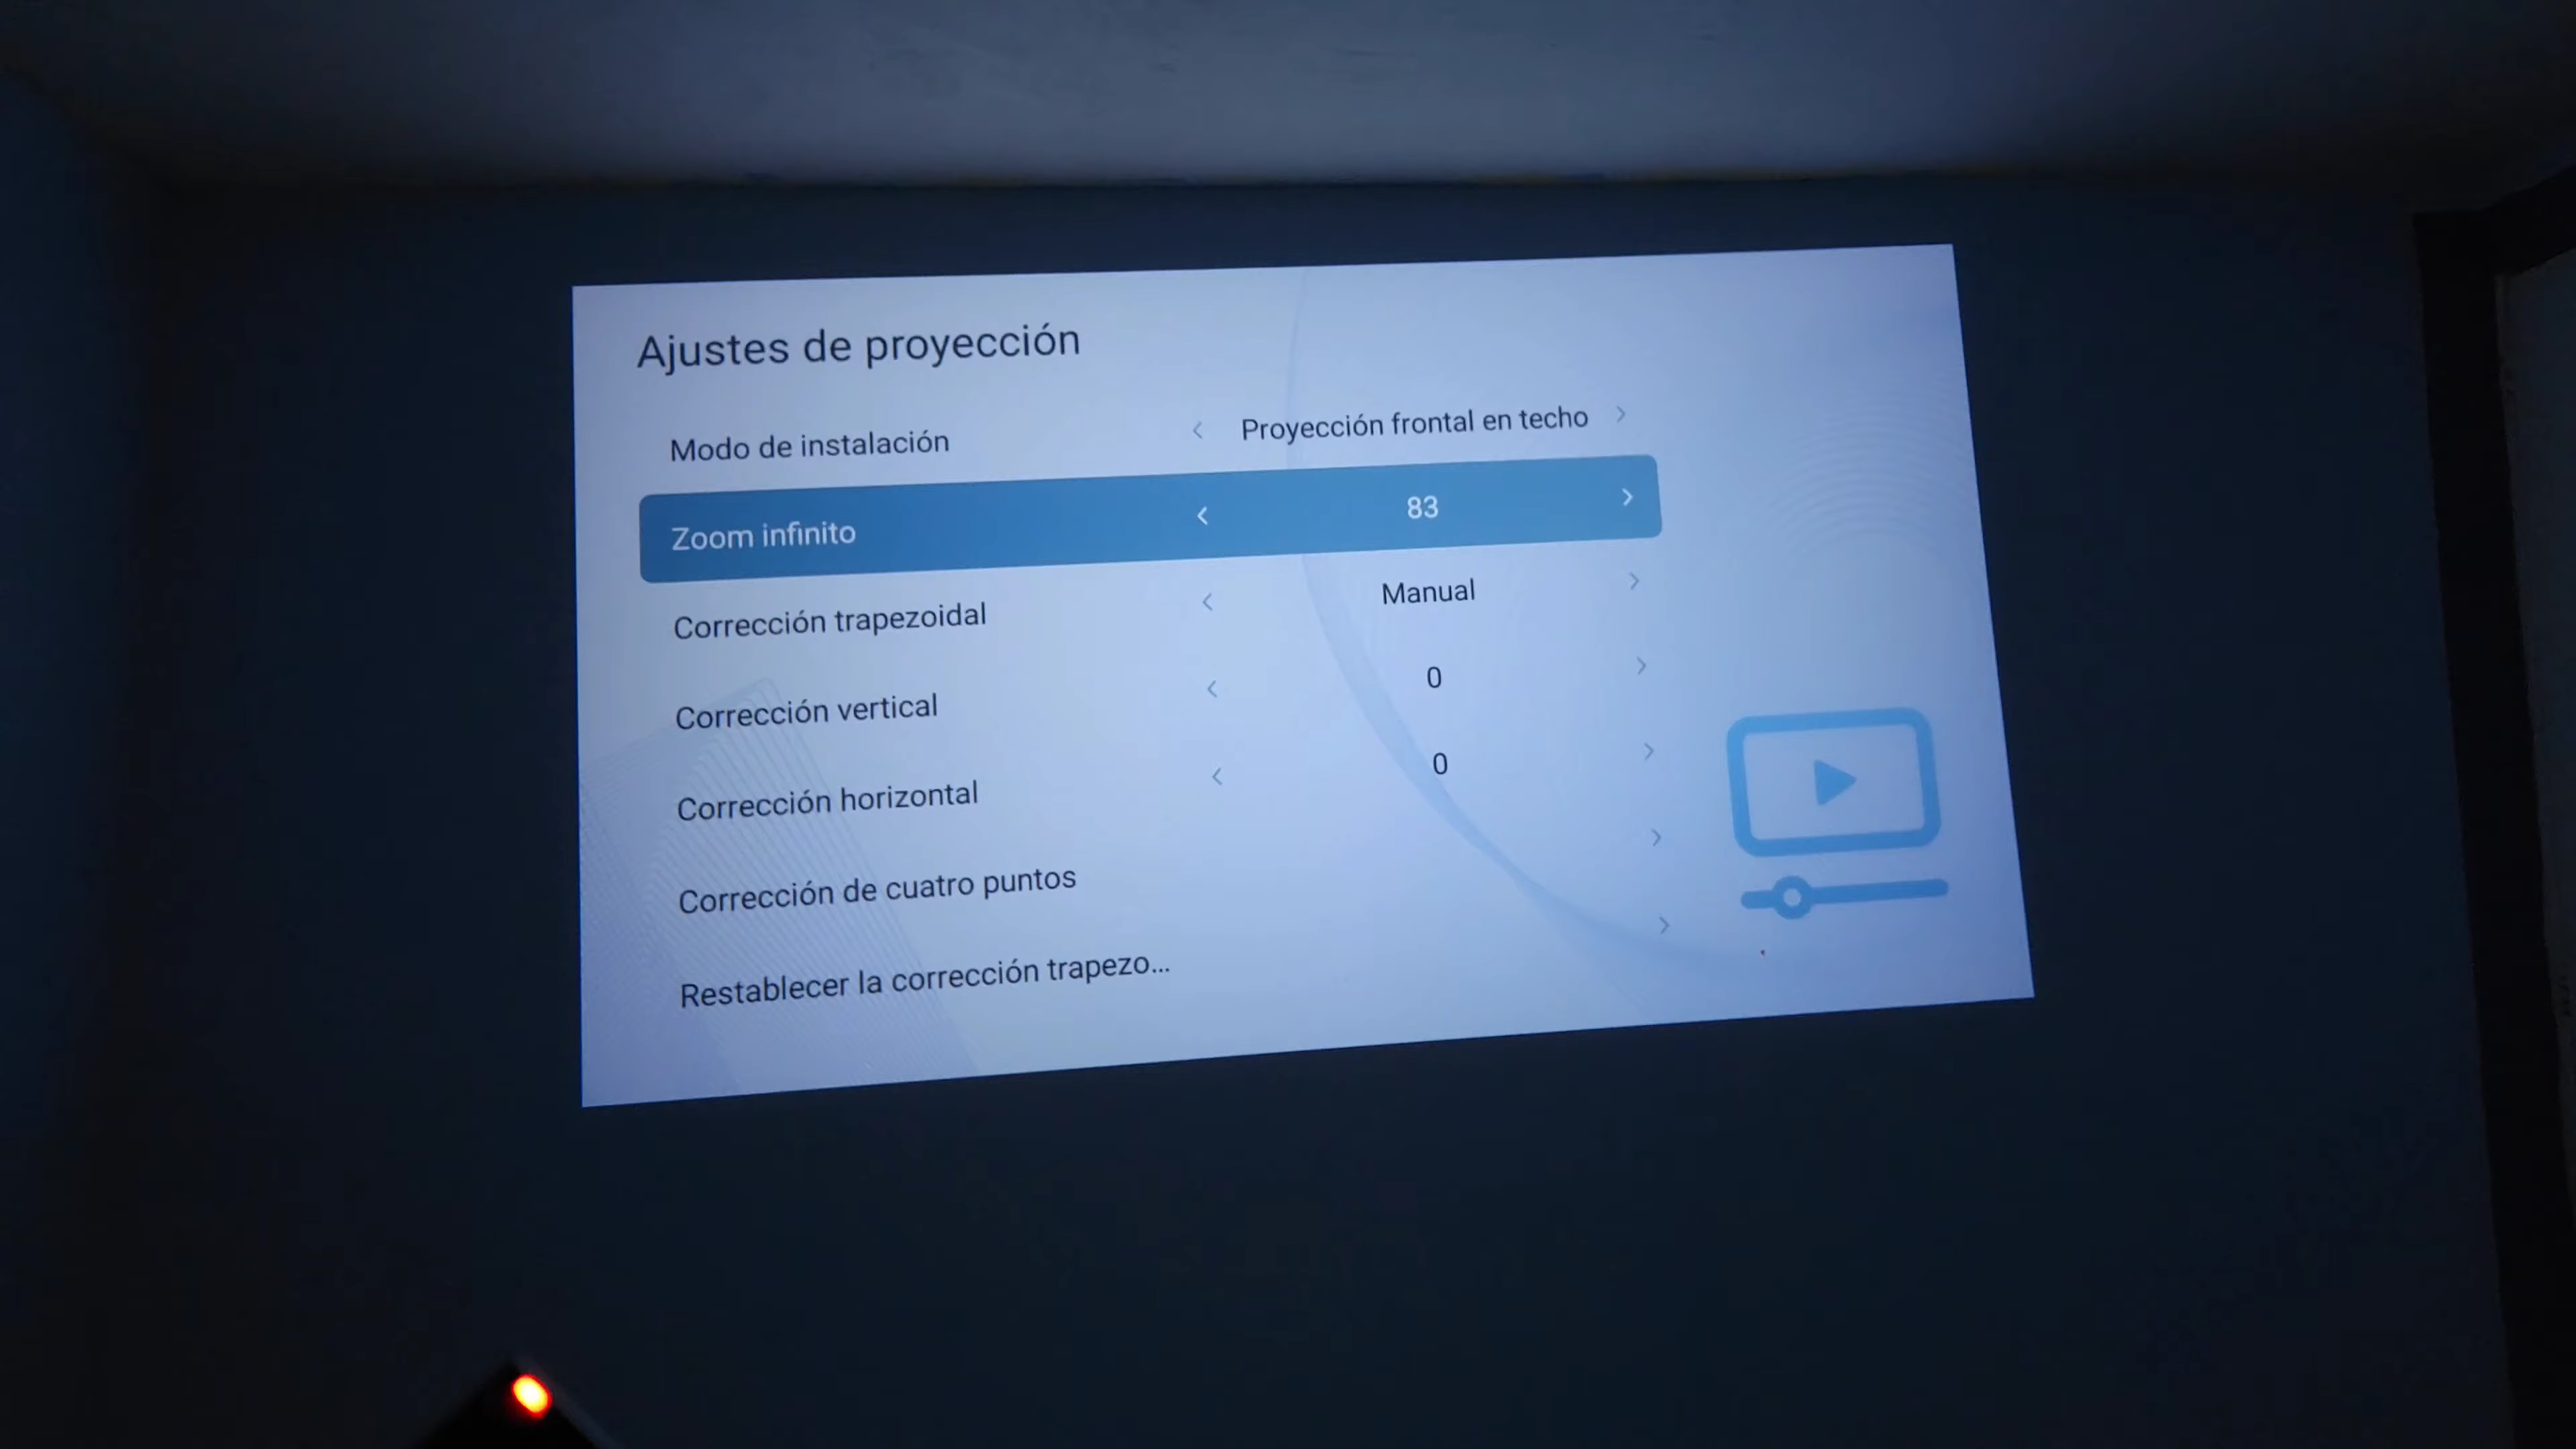 Ajustes de proyección
Modo de instalación < Proyección frontal en techo >
Zoom infinito < 83 >
Corrección trapezoidal < Manual >
Corrección vertical < 0 >
Corrección horizontal < 0 >
Corrección de cuatro puntos >
Restablecer la corrección trapezo... >